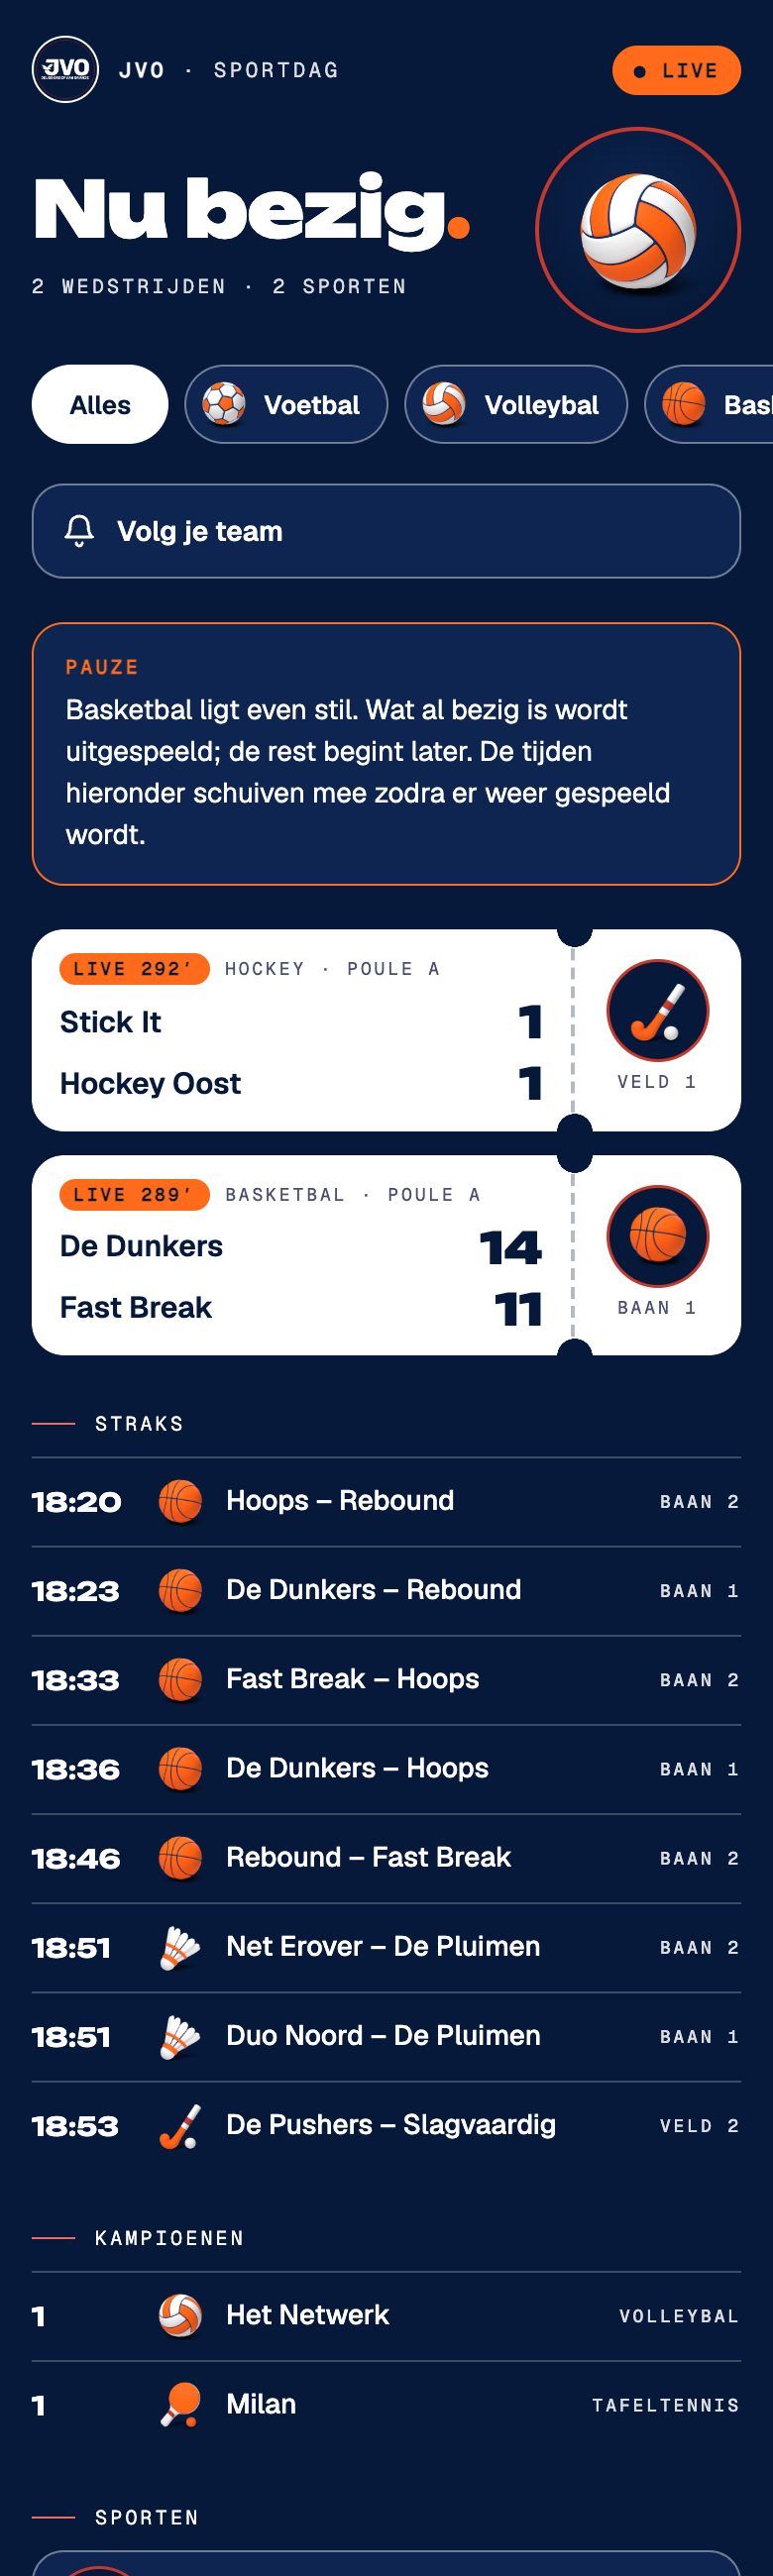 JVO
JVO · SPORTDAG
● LIVE
Nu bezig.
2 WEDSTRIJDEN · 2 SPORTEN
Alles
Voetbal
Volleybal
Bas
Volg je team
PAUZE
Basketbal ligt even stil. Wat al bezig is wordt
uitgespeeld; de rest begint later. De tijden
hieronder schuiven mee zodra er weer gespeeld
wordt.
LIVE 292′ HOCKEY · POULE A
Stick It 1
Hockey Oost 1
VELD 1
LIVE 289′ BASKETBAL · POULE A
De Dunkers 14
Fast Break 11
BAAN 1
STRAKS
18:20 Hoops – Rebound BAAN 2
18:23 De Dunkers – Rebound BAAN 1
18:33 Fast Break – Hoops BAAN 2
18:36 De Dunkers – Hoops BAAN 1
18:46 Rebound – Fast Break BAAN 2
18:51 Net Erover – De Pluimen BAAN 2
18:51 Duo Noord – De Pluimen BAAN 1
18:53 De Pushers – Slagvaardig VELD 2
KAMPIOENEN
1 Het Netwerk VOLLEYBAL
1 Milan TAFELTENNIS
SPORTEN